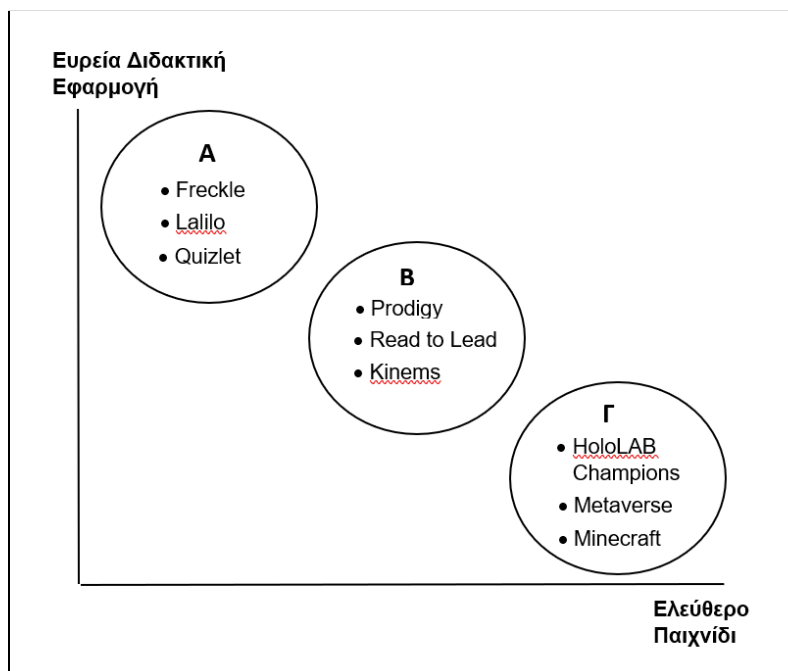 Ευρεία Διδακτική
Εφαρμογή
Α
• Freckle
• Lalilo
• Quizlet
Β
• Prodigy
• Read to Lead
• Kinems
Γ
• HoloLAB
Champions
• Metaverse
• Minecraft
Ελεύθερο
Παιχνίδι